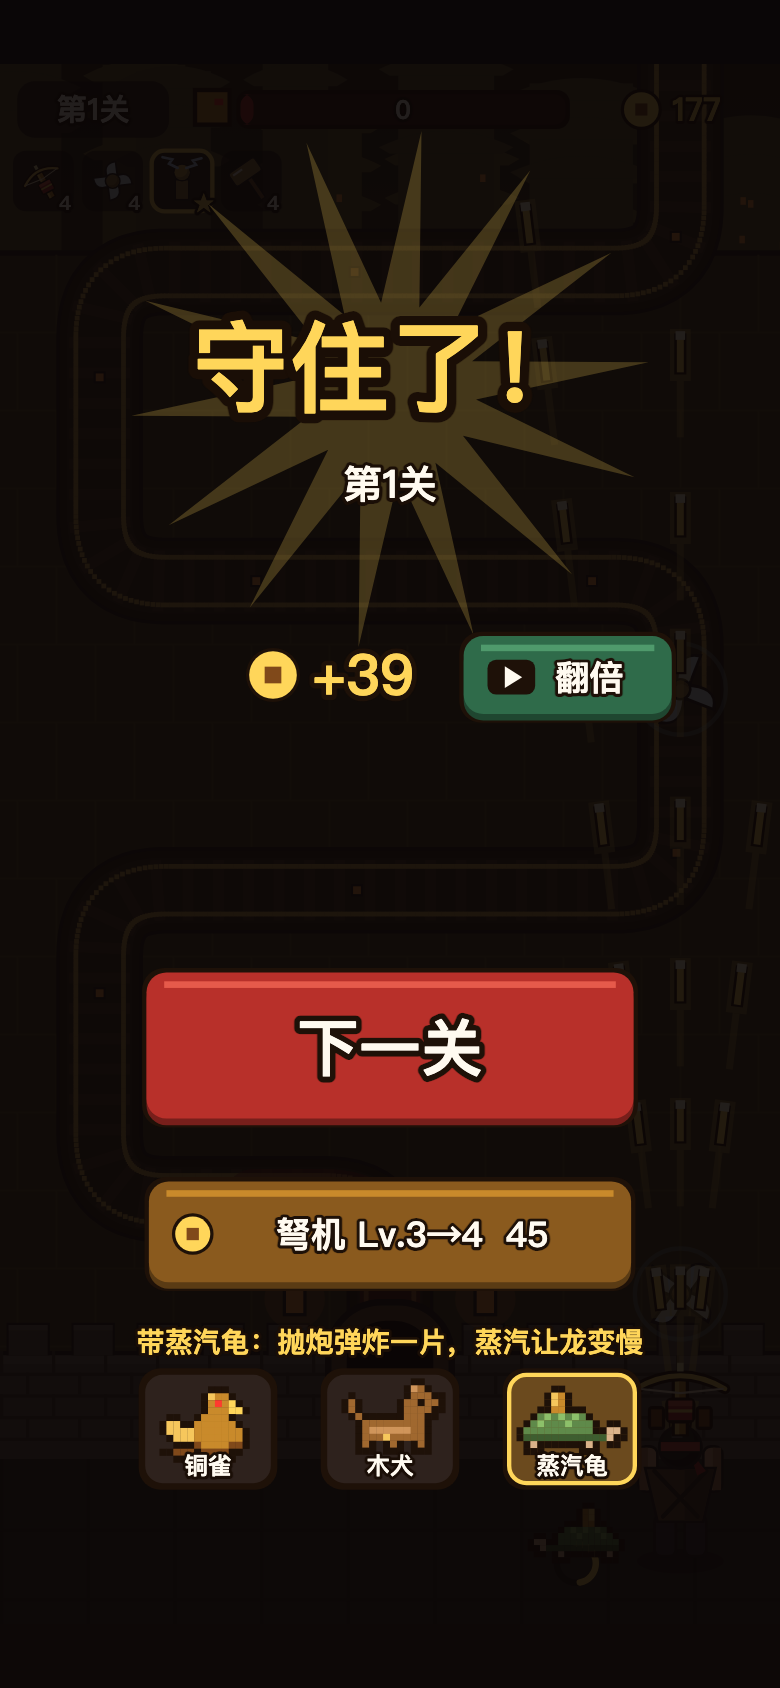 第1关
0
177
4
4
4
守住了!
第1关
+39
翻倍
下一关
弩机 Lv.3→4 45
带蒸汽龟：抛炮弹炸一片，蒸汽让龙变慢
铜雀
木犬
蒸汽龟